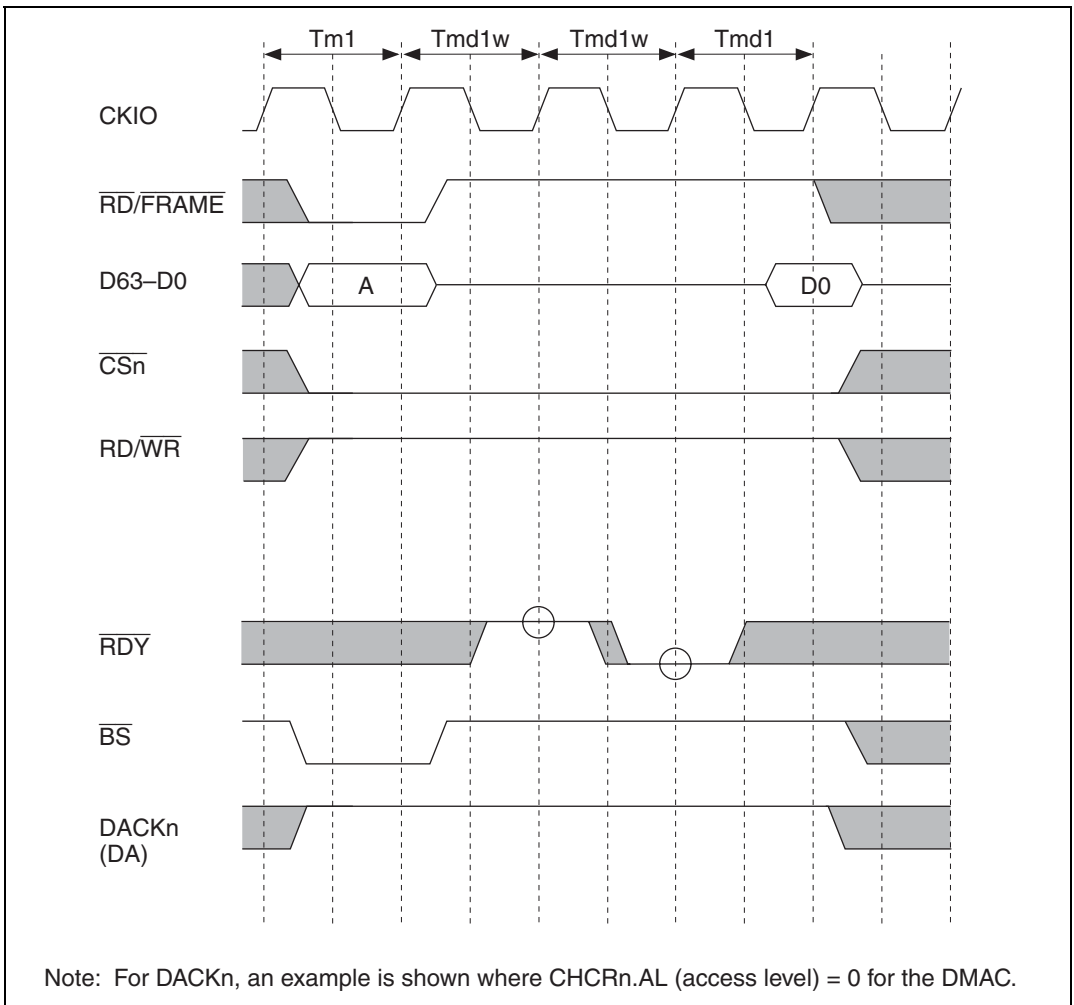 Tm1 Tmd1w Tmd1w Tmd1
CKIO
RD/FRAME
D63–D0
A
D0
CSn
RD/WR
RDY
BS
DACKn
(DA)
Note: For DACKn, an example is shown where CHCRn.AL (access level) = 0 for the DMAC.